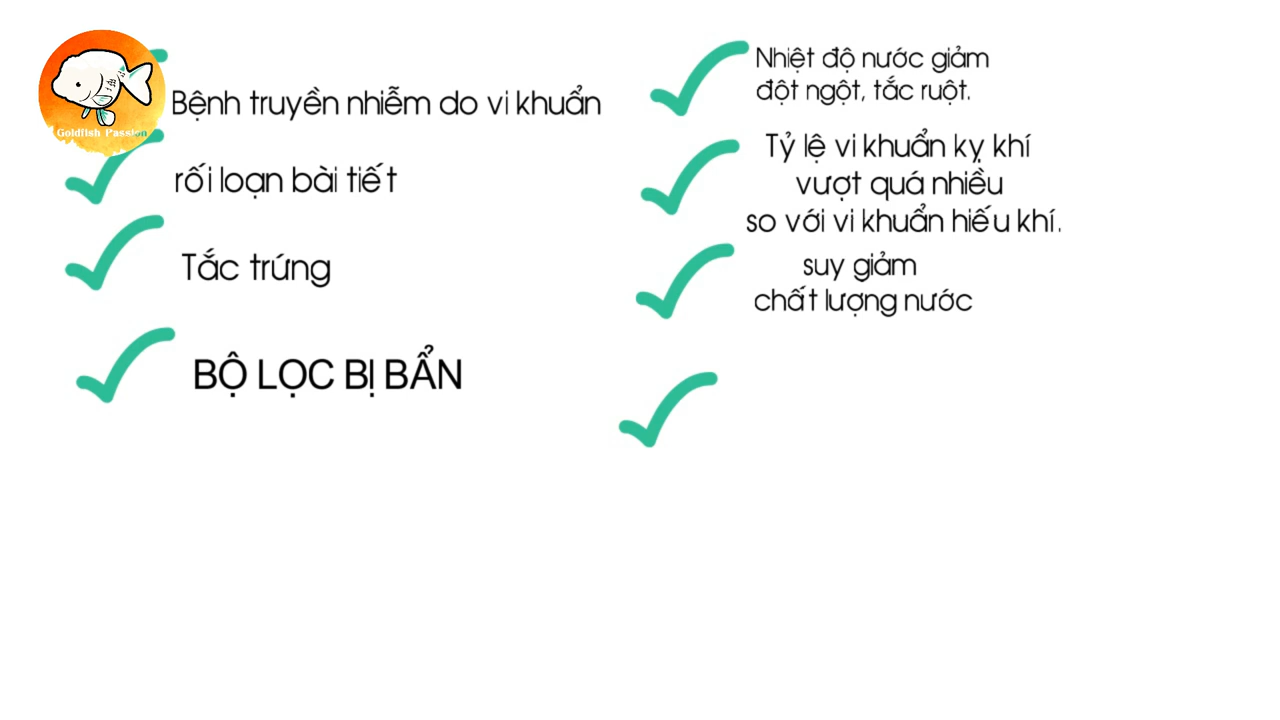 Goldfish Passion
Bệnh truyền nhiễm do vi khuẩn
rối loạn bài tiết
Tắc trứng
BỘ LỌC BỊ BẨN
Nhiệt độ nước giảm
đột ngột, tắc ruột.
Tỷ lệ vi khuẩn kỵ khí
vượt quá nhiều
so với vi khuẩn hiếu khí.
suy giảm
chất lượng nước